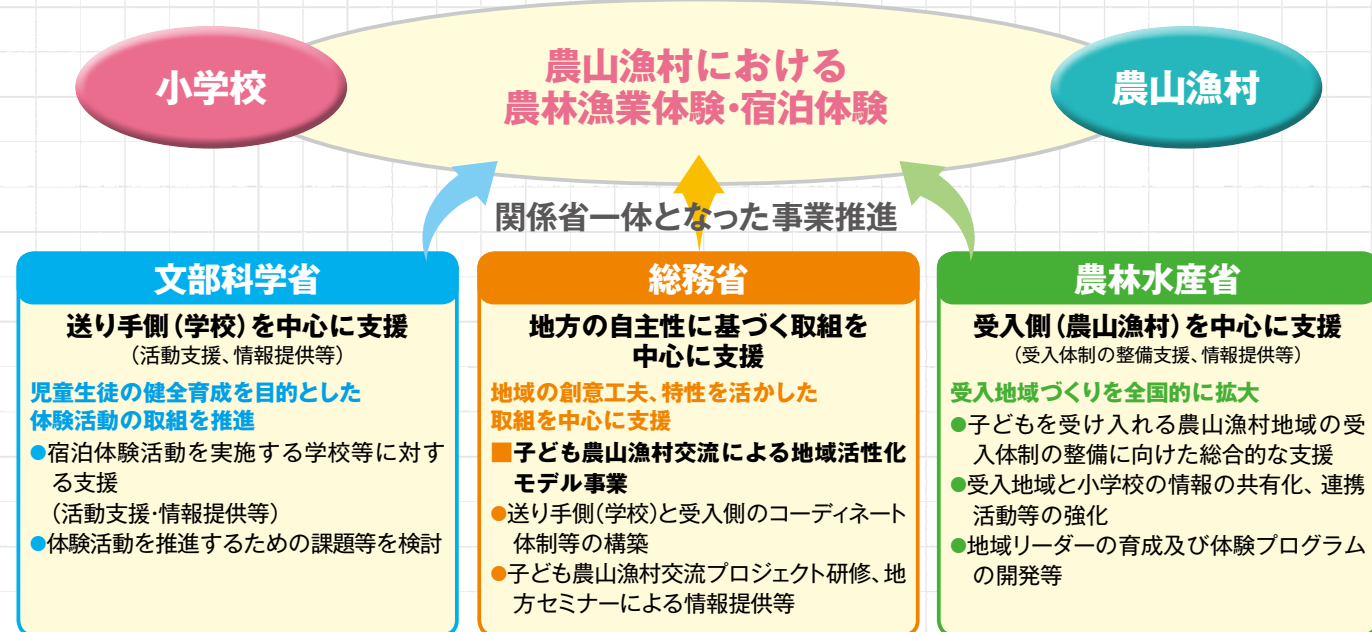 小学校
農山漁村における
農林漁業体験・宿泊体験
農山漁村
関係省一体となった事業推進
文部科学省
送り手側(学校)を中心に支援
(活動支援、情報提供等)
児童生徒の健全育成を目的とした
体験活動の取組を推進
●宿泊体験活動を実施する学校等に対す
る支援
(活動支援・情報提供等)
●体験活動を推進するための課題等を検討
総務省
地方の自主性に基づく取組を
中心に支援
地域の創意工夫、特性を活かした
取組を中心に支援
■子ども農山漁村交流による地域活性化
モデル事業
●送り手側(学校)と受入側のコーディネート
体制等の構築
●子ども農山漁村交流プロジェクト研修、地
方セミナーによる情報提供等
農林水産省
受入側(農山漁村)を中心に支援
(受入体制の整備支援、情報提供等)
受入地域づくりを全国的に拡大
●子どもを受け入れる農山漁村地域の受
入体制の整備に向けた総合的な支援
●受入地域と小学校の情報の共有化、連携
活動等の強化
●地域リーダーの育成及び体験プログラム
の開発等